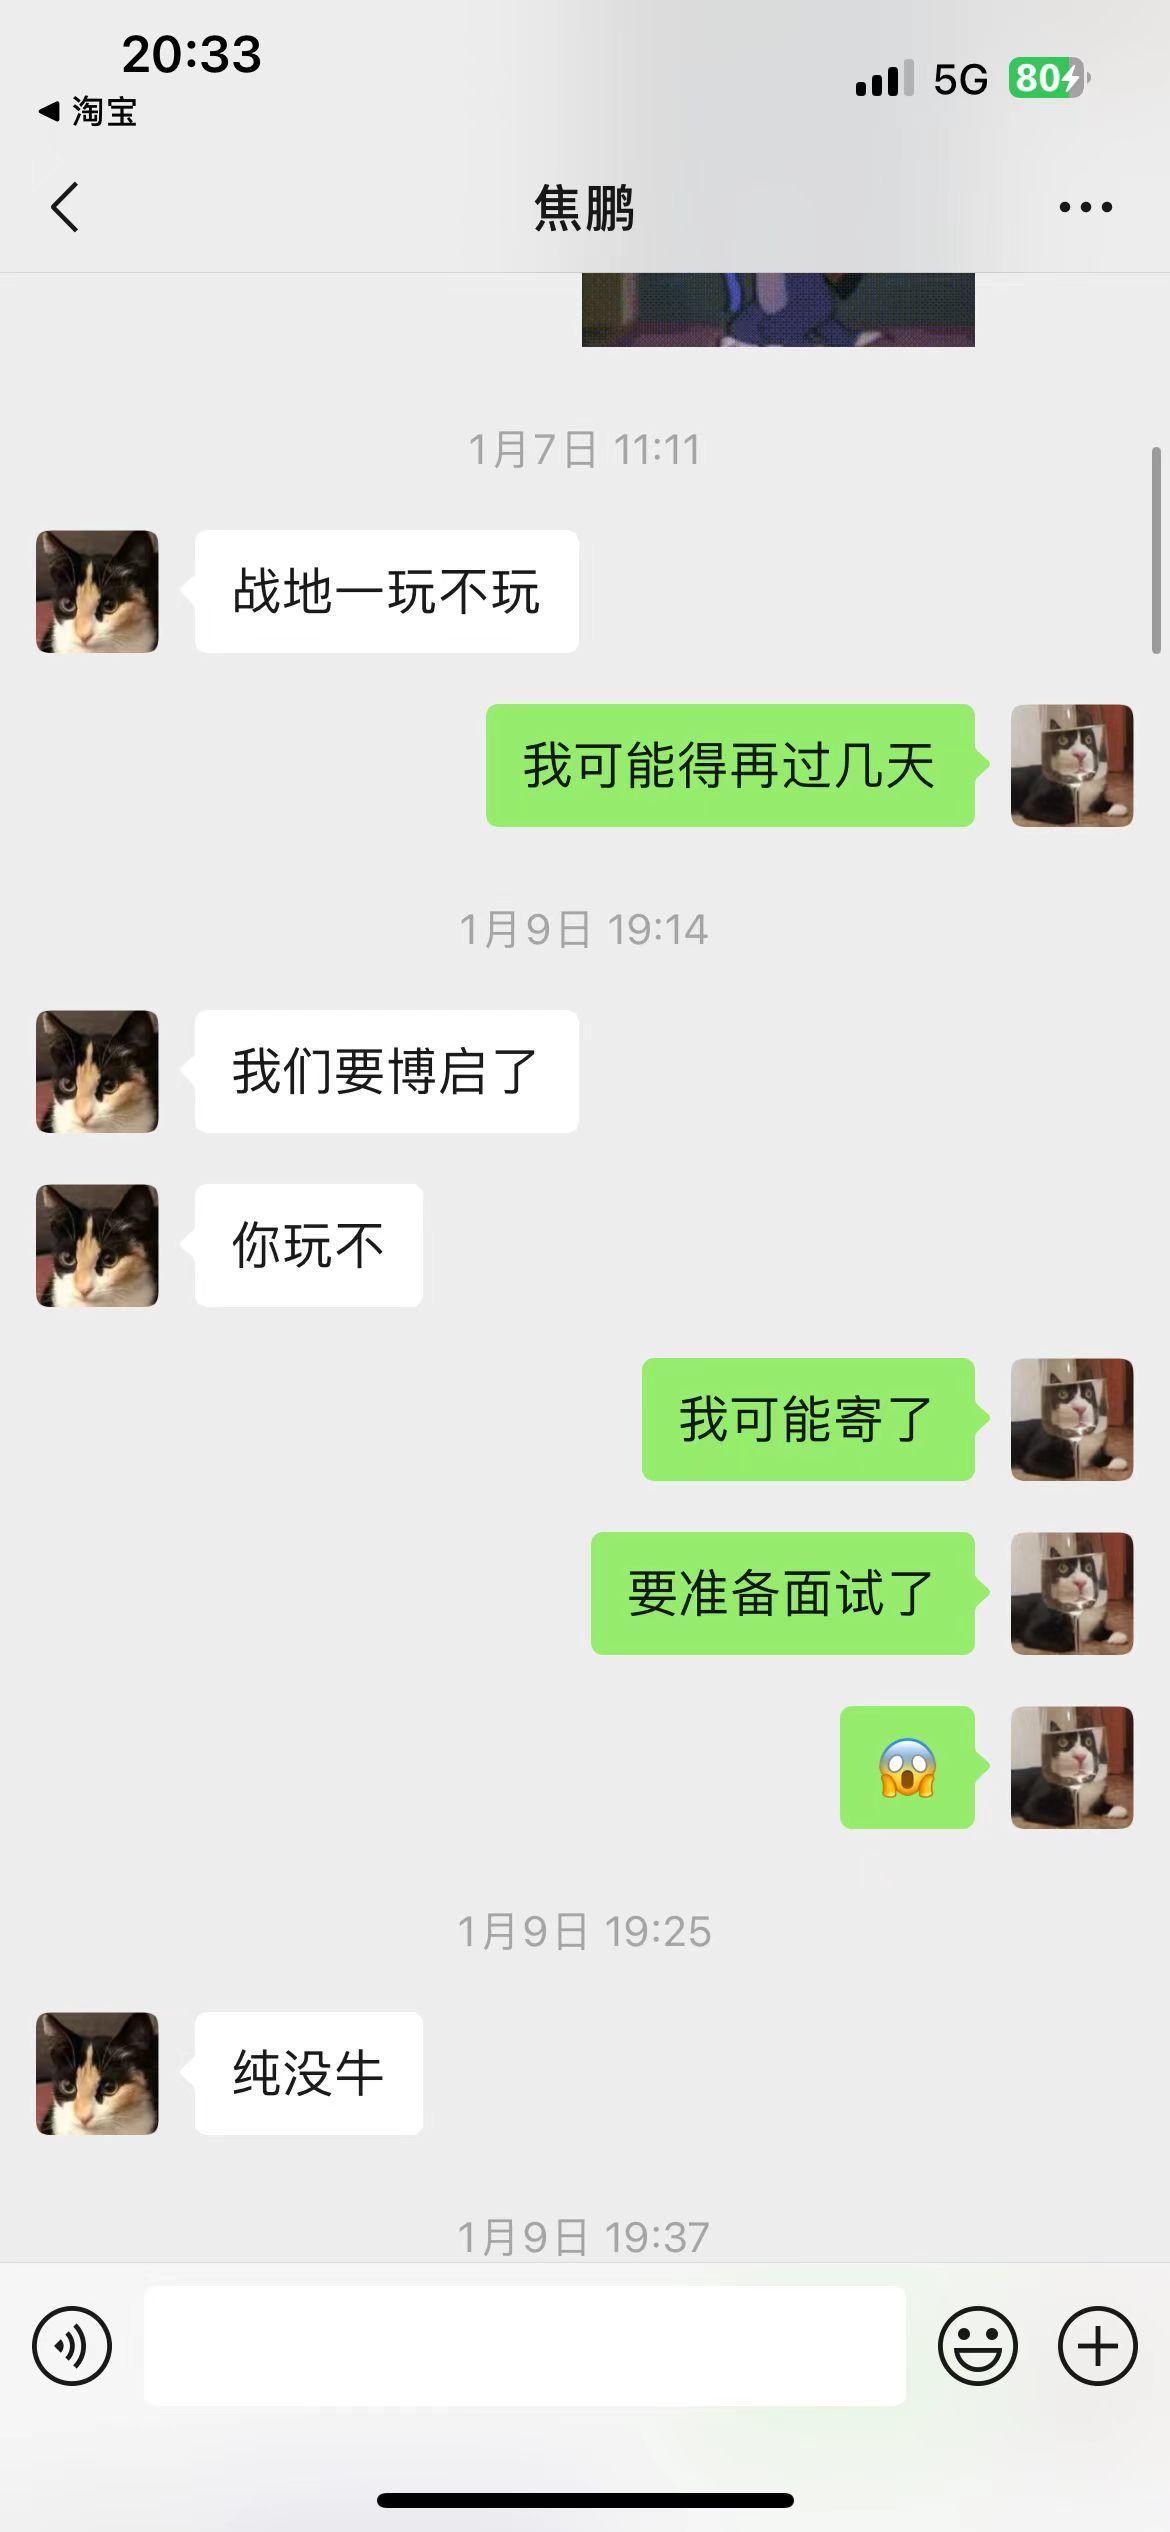 20:33
5G
80
淘宝
焦鹏
1月7日 11:11
战地一玩不玩
我可能得再过几天
1月9日 19:14
我们要博启了
你玩不
我可能寄了
要准备面试了
😱
1月9日 19:25
纯没牛
1月9日 19:37